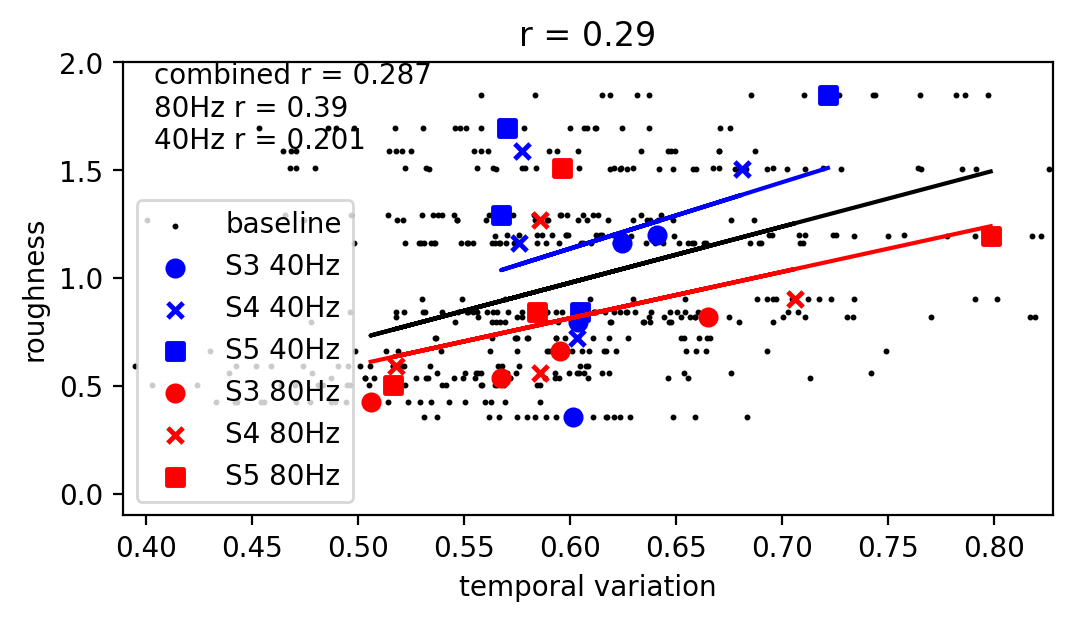 r = 0.29
combined r = 0.287
80Hz r = 0.39
40Hz r = 0.201
2.0
1.5
1.0
0.5
0.0
roughness
baseline
S3 40Hz
S4 40Hz
S5 40Hz
S3 80Hz
S4 80Hz
S5 80Hz
0.40 0.45 0.50 0.55 0.60 0.65 0.70 0.75 0.80
temporal variation